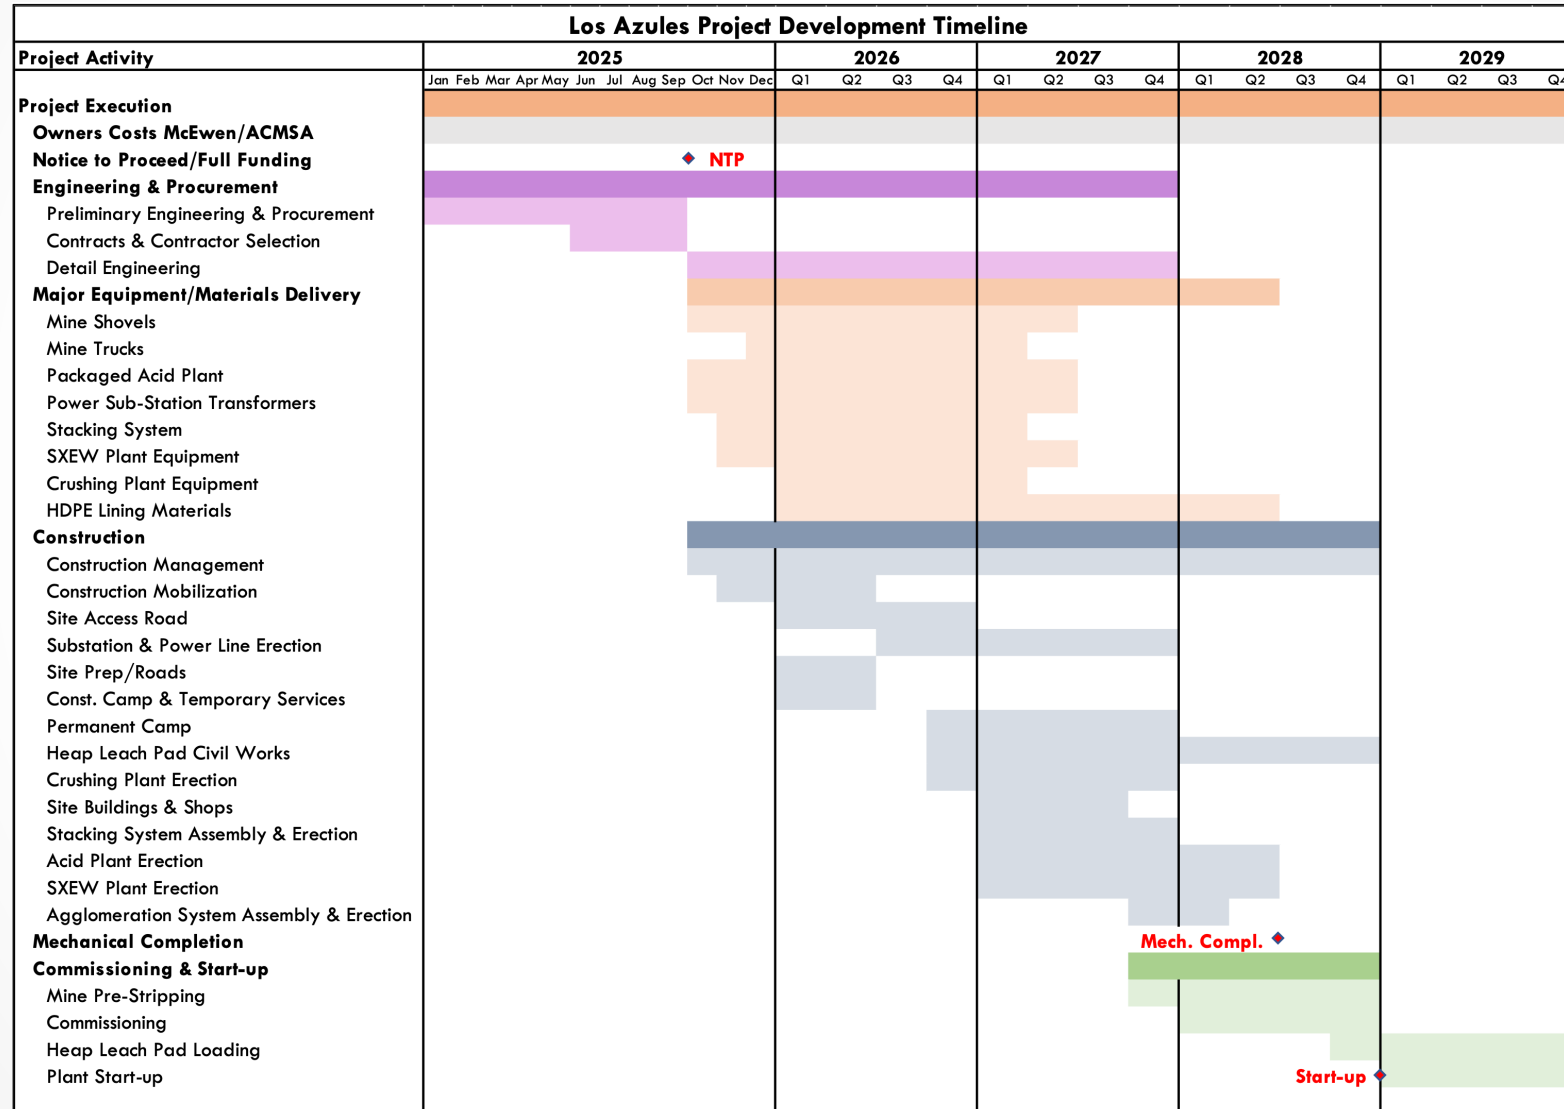 Los Azules Project Development Timeline
Project Activity 2025 2026 2027 2028 2029
Jan Feb Mar Apr May Jun Jul Aug Sep Oct Nov Dec Q1 Q2 Q3 Q4 Q1 Q2 Q3 Q4 Q1 Q2 Q3 Q4 Q1 Q2 Q3 Q4
Project Execution
Owners Costs McEwen/ACMSA
Notice to Proceed/Full Funding NTP
Engineering & Procurement
Preliminary Engineering & Procurement
Contracts & Contractor Selection
Detail Engineering
Major Equipment/Materials Delivery
Mine Shovels
Mine Trucks
Packaged Acid Plant
Power Sub-Station Transformers
Stacking System
SXEW Plant Equipment
Crushing Plant Equipment
HDPE Lining Materials
Construction
Construction Management
Construction Mobilization
Site Access Road
Substation & Power Line Erection
Site Prep/Roads
Const. Camp & Temporary Services
Permanent Camp
Heap Leach Pad Civil Works
Crushing Plant Erection
Site Buildings & Shops
Stacking System Assembly & Erection
Acid Plant Erection
SXEW Plant Erection
Agglomeration System Assembly & Erection
Mechanical Completion Mech. Compl.
Commissioning & Start-up
Mine Pre-Stripping
Commissioning
Heap Leach Pad Loading
Plant Start-up Start-up